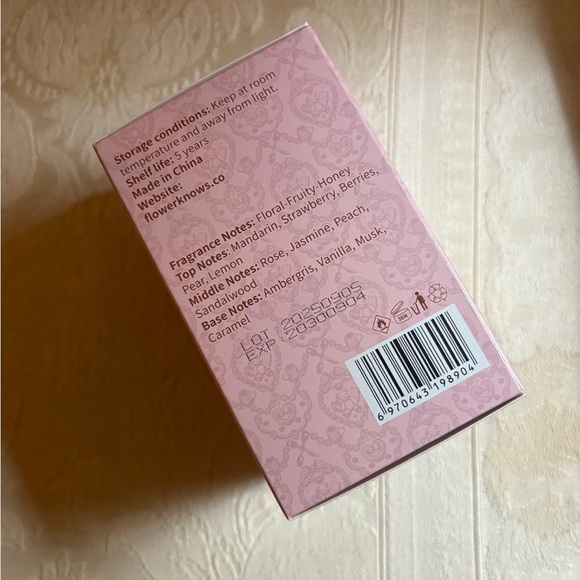 Storage conditions: Keep at room
temperature and away from light.
Shelf life: 5 years
Made in China
Website:
flowerknows.co
Fragrance Notes: Floral-Fruity-Honey
Top Notes: Mandarin, Strawberry, Berries,
Pear, Lemon
Middle Notes: Rose, Jasmine, Peach,
Sandalwood
Base Notes: Ambergris, Vanilla, Musk,
Caramel
LOT 20250905
EXP 20300904
6 970643 198904